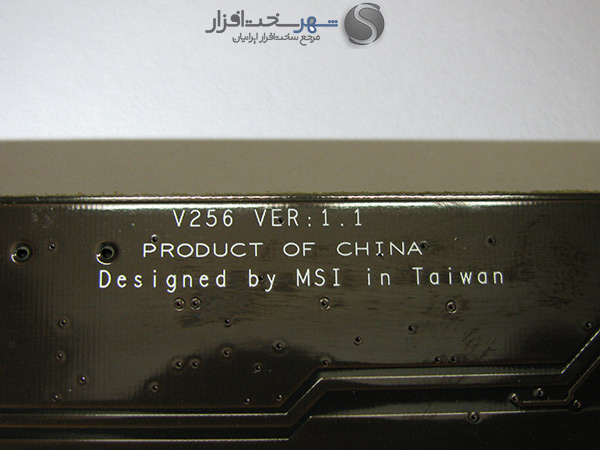 شهر سخت‌افزار
مرجع سخت‌افزار ایرانیان
V256 VER:1.1
PRODUCT OF CHINA
Designed by MSI in Taiwan